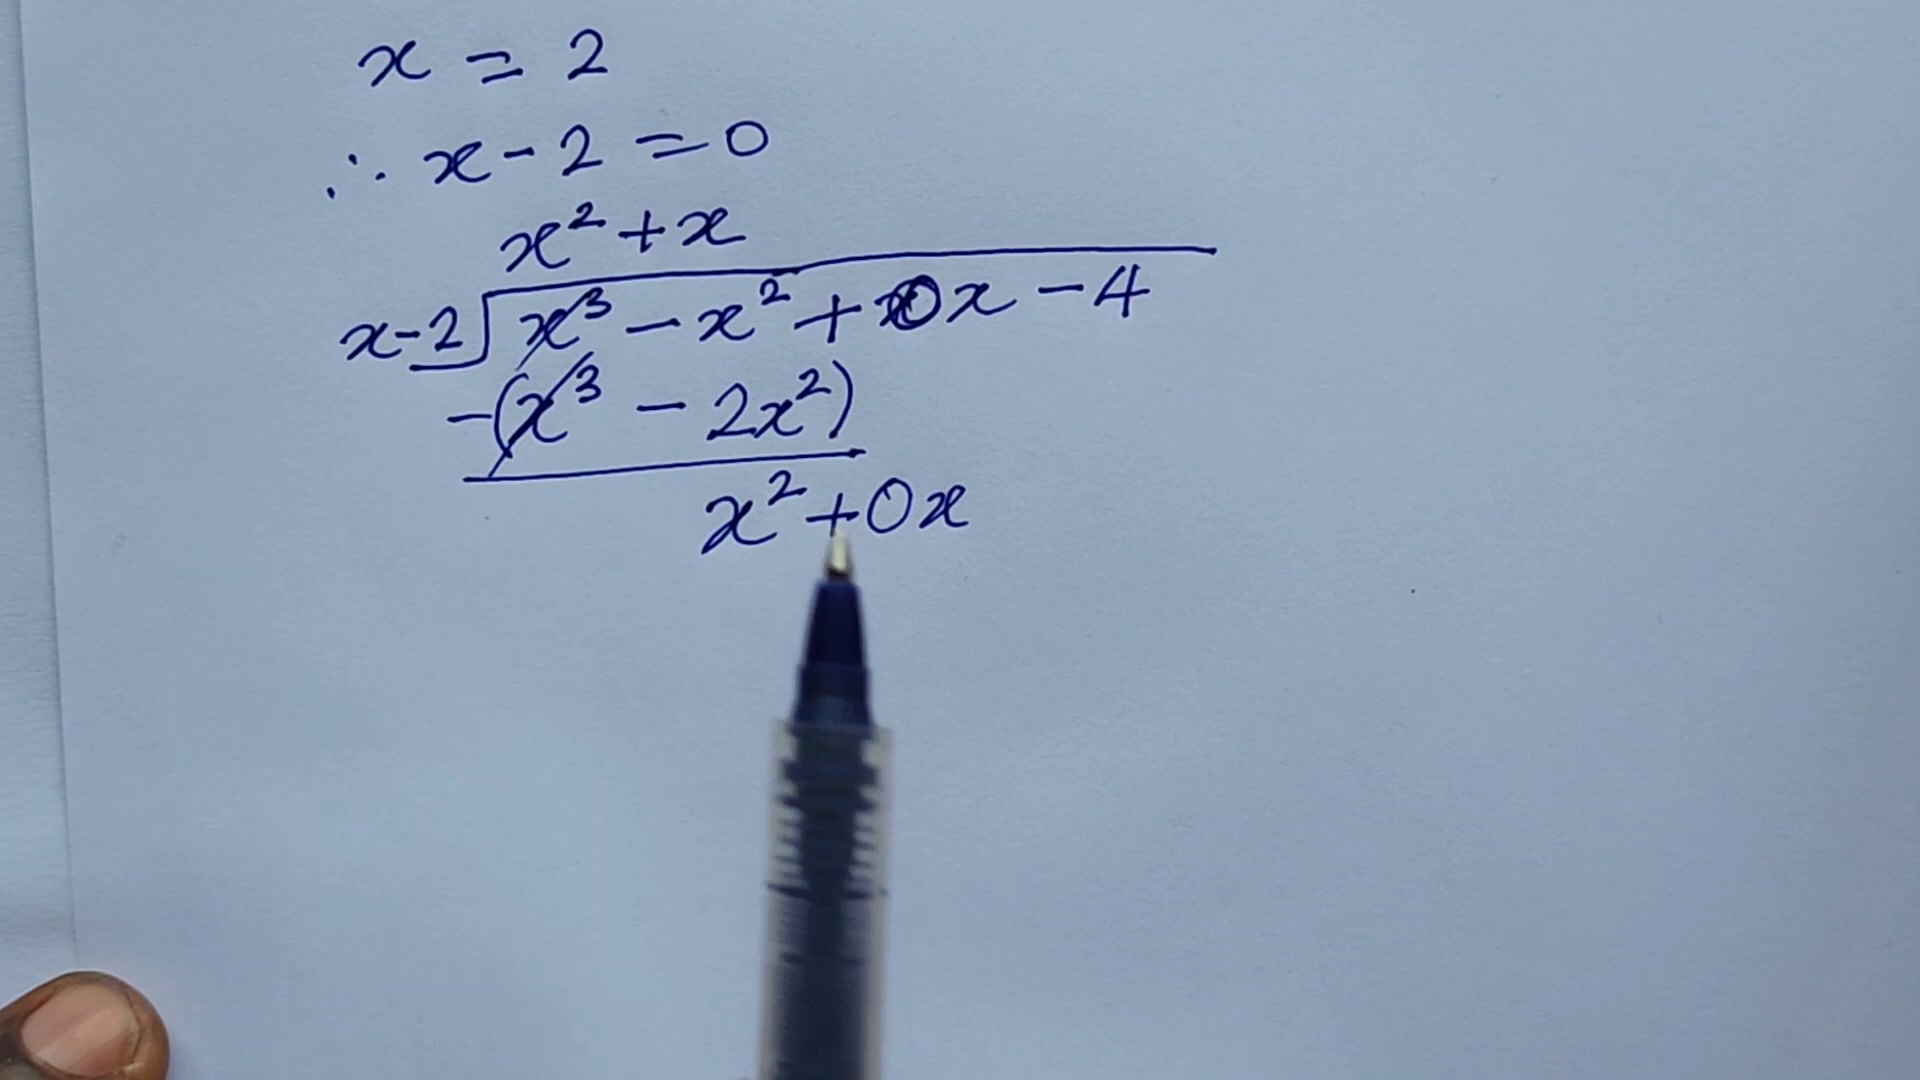 x = 2
∴ x - 2 = 0
x² + x
x-2 ) x³ - x² + 0x - 4
-(x³ - 2x²)
x² + 0x